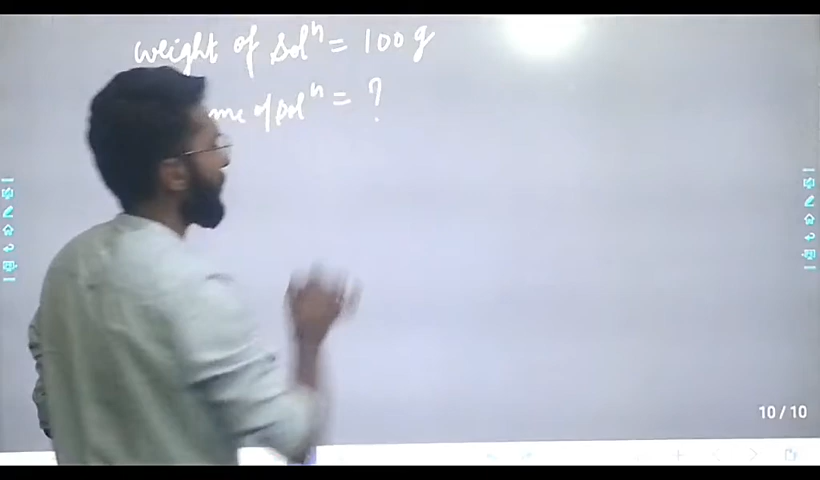 weight of solⁿ = 100 g
me of solⁿ = ?
10 / 10